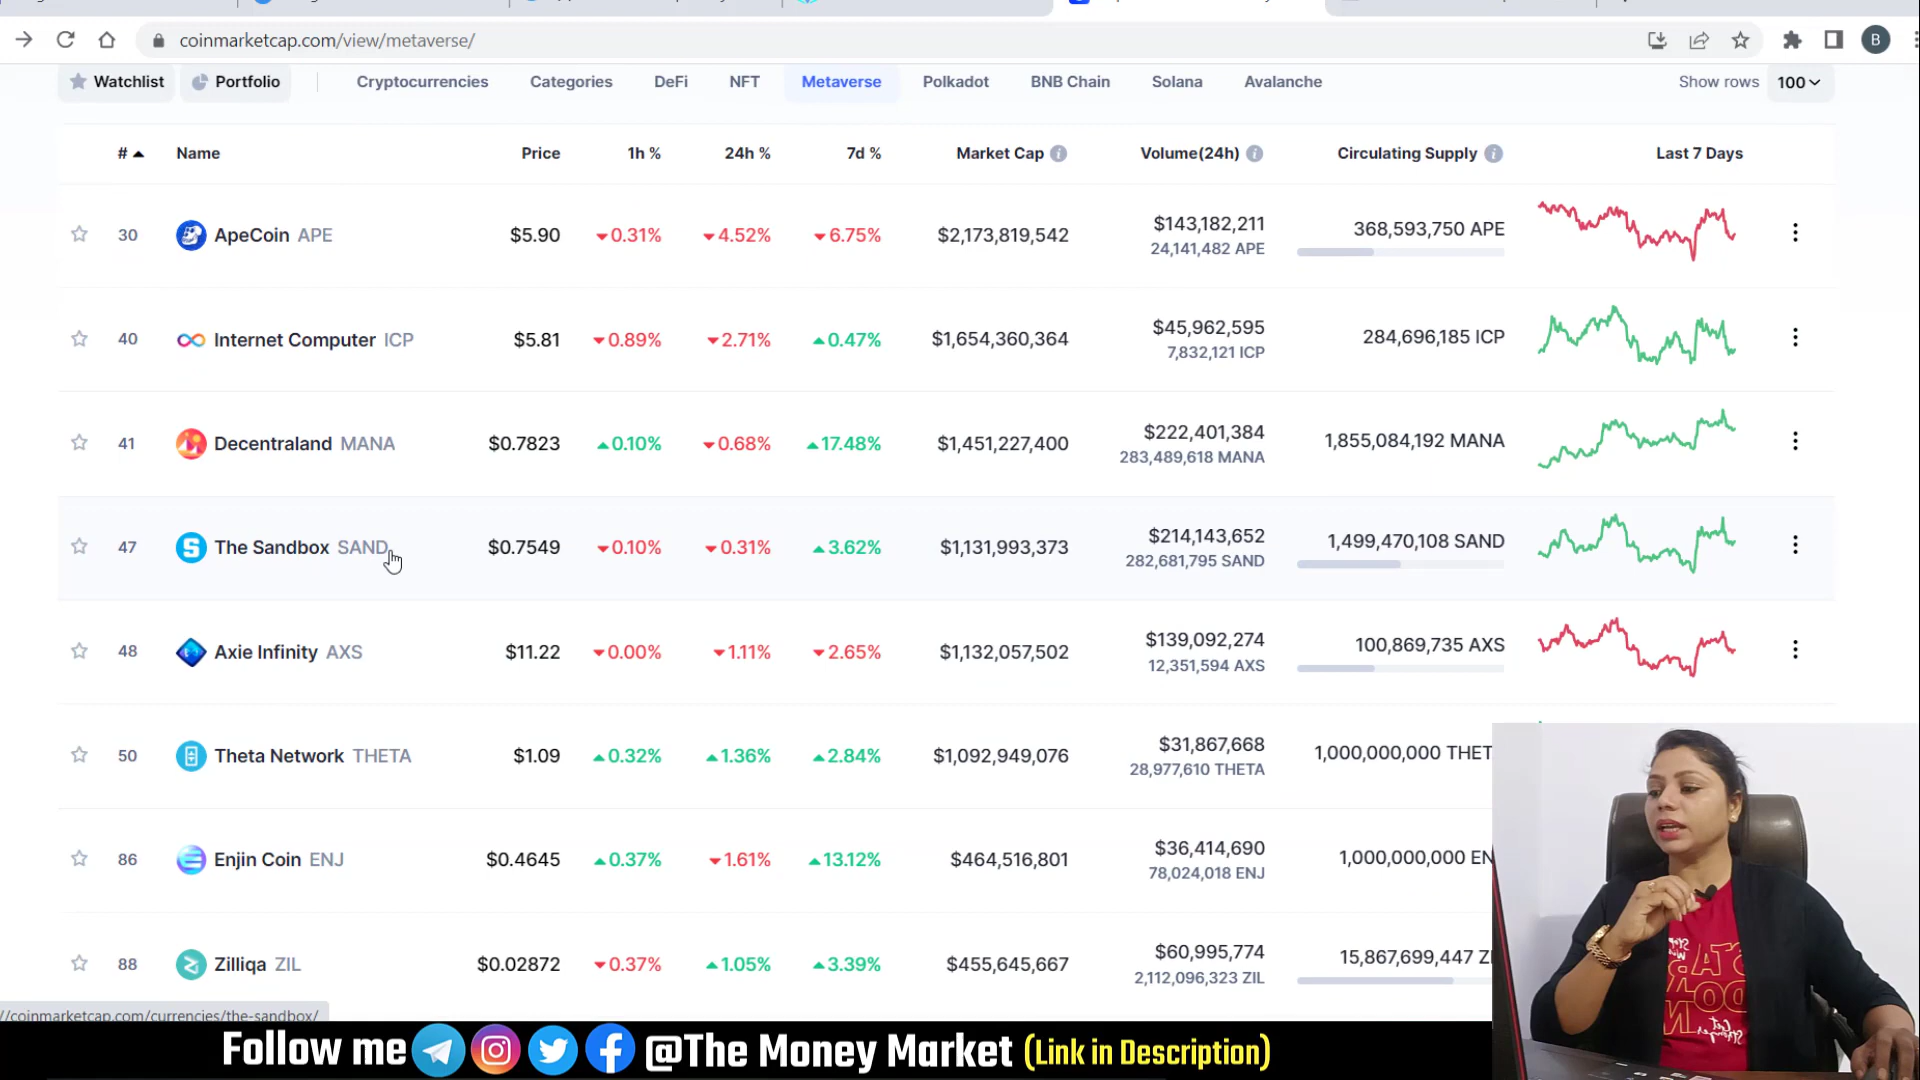 coinmarketcap.com/view/metaverse/
B
Watchlist Portfolio Cryptocurrencies Categories DeFi NFT Metaverse Polkadot BNB Chain Solana Avalanche Show rows 100
# Name Price 1h % 24h % 7d % Market Cap Volume(24h) Circulating Supply Last 7 Days
30 ApeCoin APE $5.90 0.31% 4.52% 6.75% $2,173,819,542 $143,182,211 368,593,750 APE
24,141,482 APE
40 Internet Computer ICP $5.81 0.89% 2.71% 0.47% $1,654,360,364 $45,962,595 284,696,185 ICP
7,832,121 ICP
41 Decentraland MANA $0.7823 0.10% 0.68% 17.48% $1,451,227,400 $222,401,384 1,855,084,192 MANA
283,489,618 MANA
47 The Sandbox SAND $0.7549 0.10% 0.31% 3.62% $1,131,993,373 $214,143,652 1,499,470,108 SAND
282,681,795 SAND
48 Axie Infinity AXS $11.22 0.00% 1.11% 2.65% $1,132,057,502 $139,092,274 100,869,735 AXS
12,351,594 AXS
50 Theta Network THETA $1.09 0.32% 1.36% 2.84% $1,092,949,076 $31,867,668 1,000,000,000 THET
28,977,610 THETA
86 Enjin Coin ENJ $0.4645 0.37% 1.61% 13.12% $464,516,801 $36,414,690 1,000,000,000 EN
78,024,018 ENJ
88 Zilliqa ZIL $0.02872 0.37% 1.05% 3.39% $455,645,667 $60,995,774 15,867,699,447 ZI
2,112,096,323 ZIL
//coinmarketcap.com/currencies/the-sandbox/
Follow me @The Money Market (Link in Description)